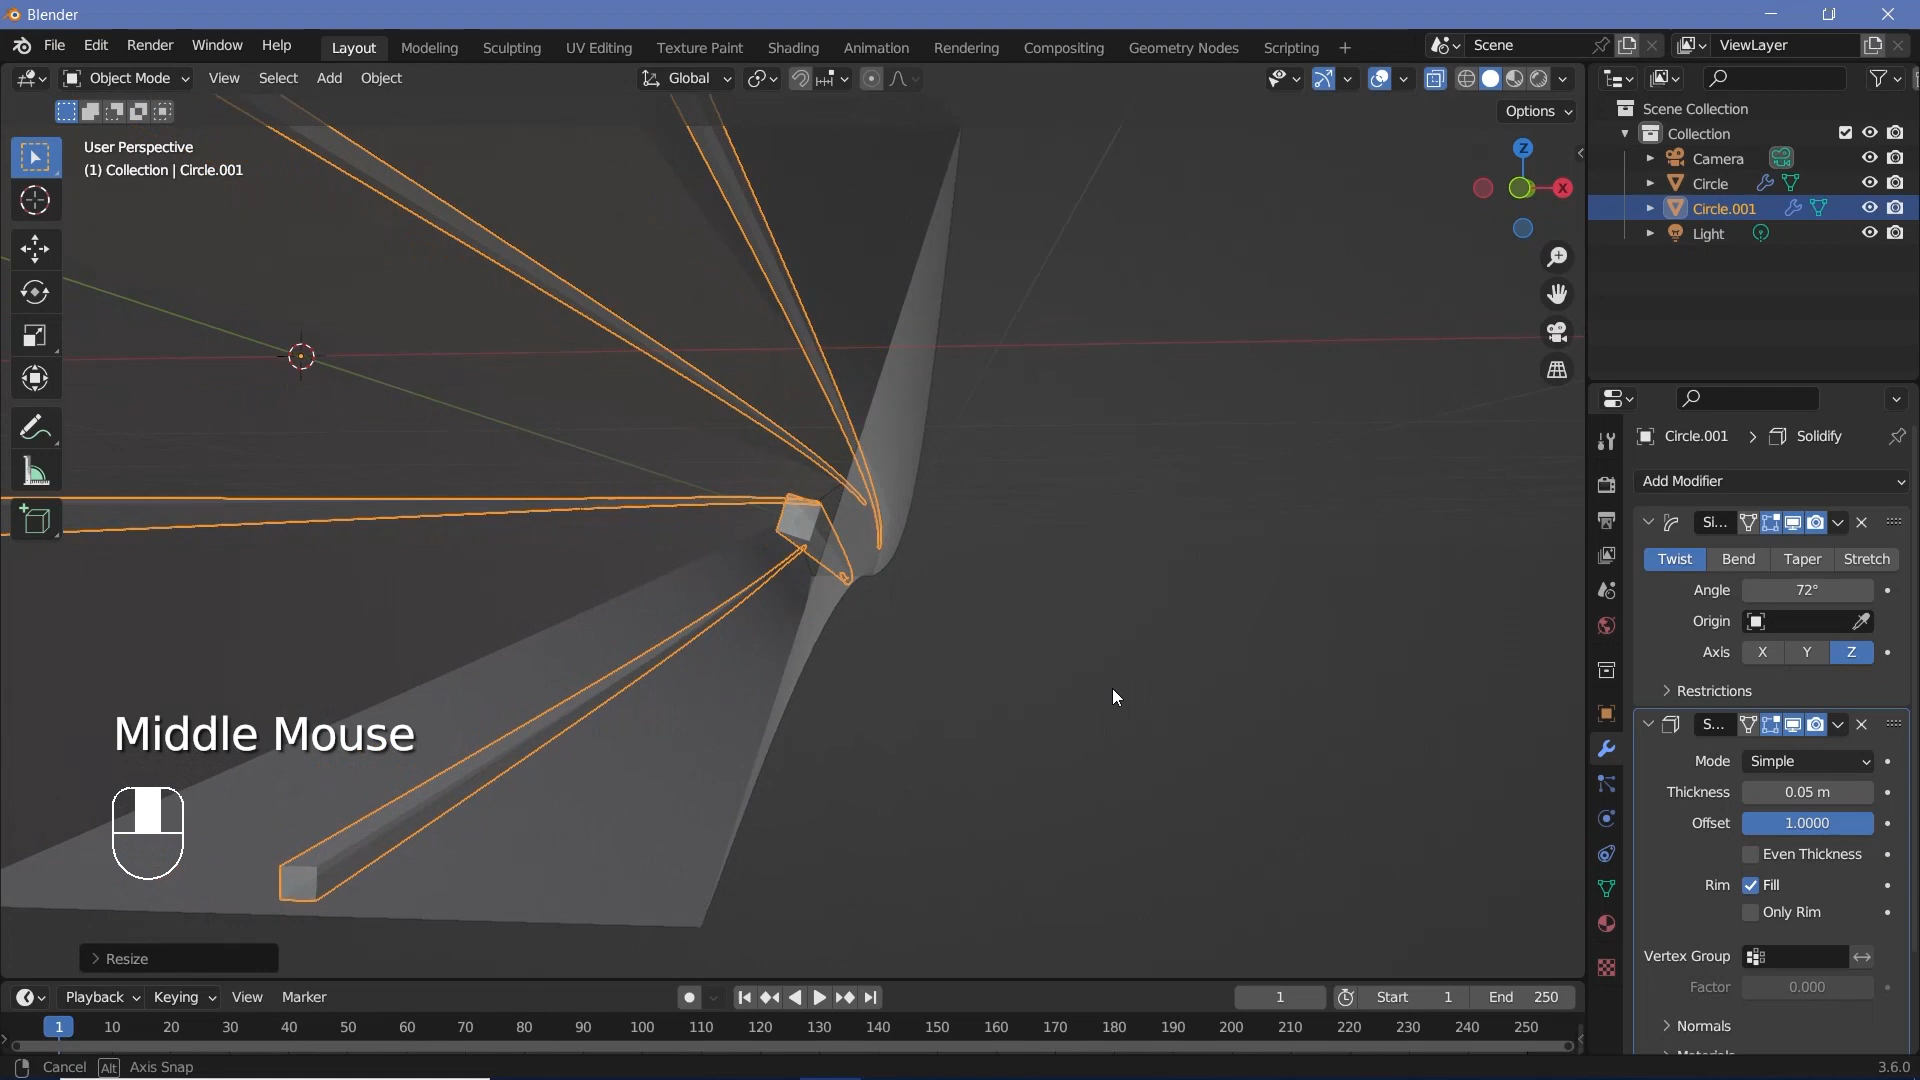 Blender
File Edit Render Window Help
Layout Modeling Sculpting UV Editing Texture Paint Shading Animation Rendering Compositing Geometry Nodes Scripting +
Scene
ViewLayer
Object Mode View Select Add Object
Global
Options
User Perspective
(1) Collection | Circle.001
Z
X
Middle Mouse
Resize
Scene Collection
Collection
Camera
Circle
Circle.001
Light
Circle.001 > Solidify
Add Modifier
Si...
Twist Bend Taper Stretch
Angle 72°
Origin
Axis X Y Z
Restrictions
S...
Mode Simple
Thickness 0.05 m
Offset 1.0000
Even Thickness
Rim Fill
Only Rim
Vertex Group
Factor 0.000
Normals
Playback Keying View Marker
1
Start 1
End 250
1 10 20 30 40 50 60 70 80 90 100 110 120 130 140 150 160 170 180 190 200 210 220 230 240 250
Cancel Alt Axis Snap
3.6.0